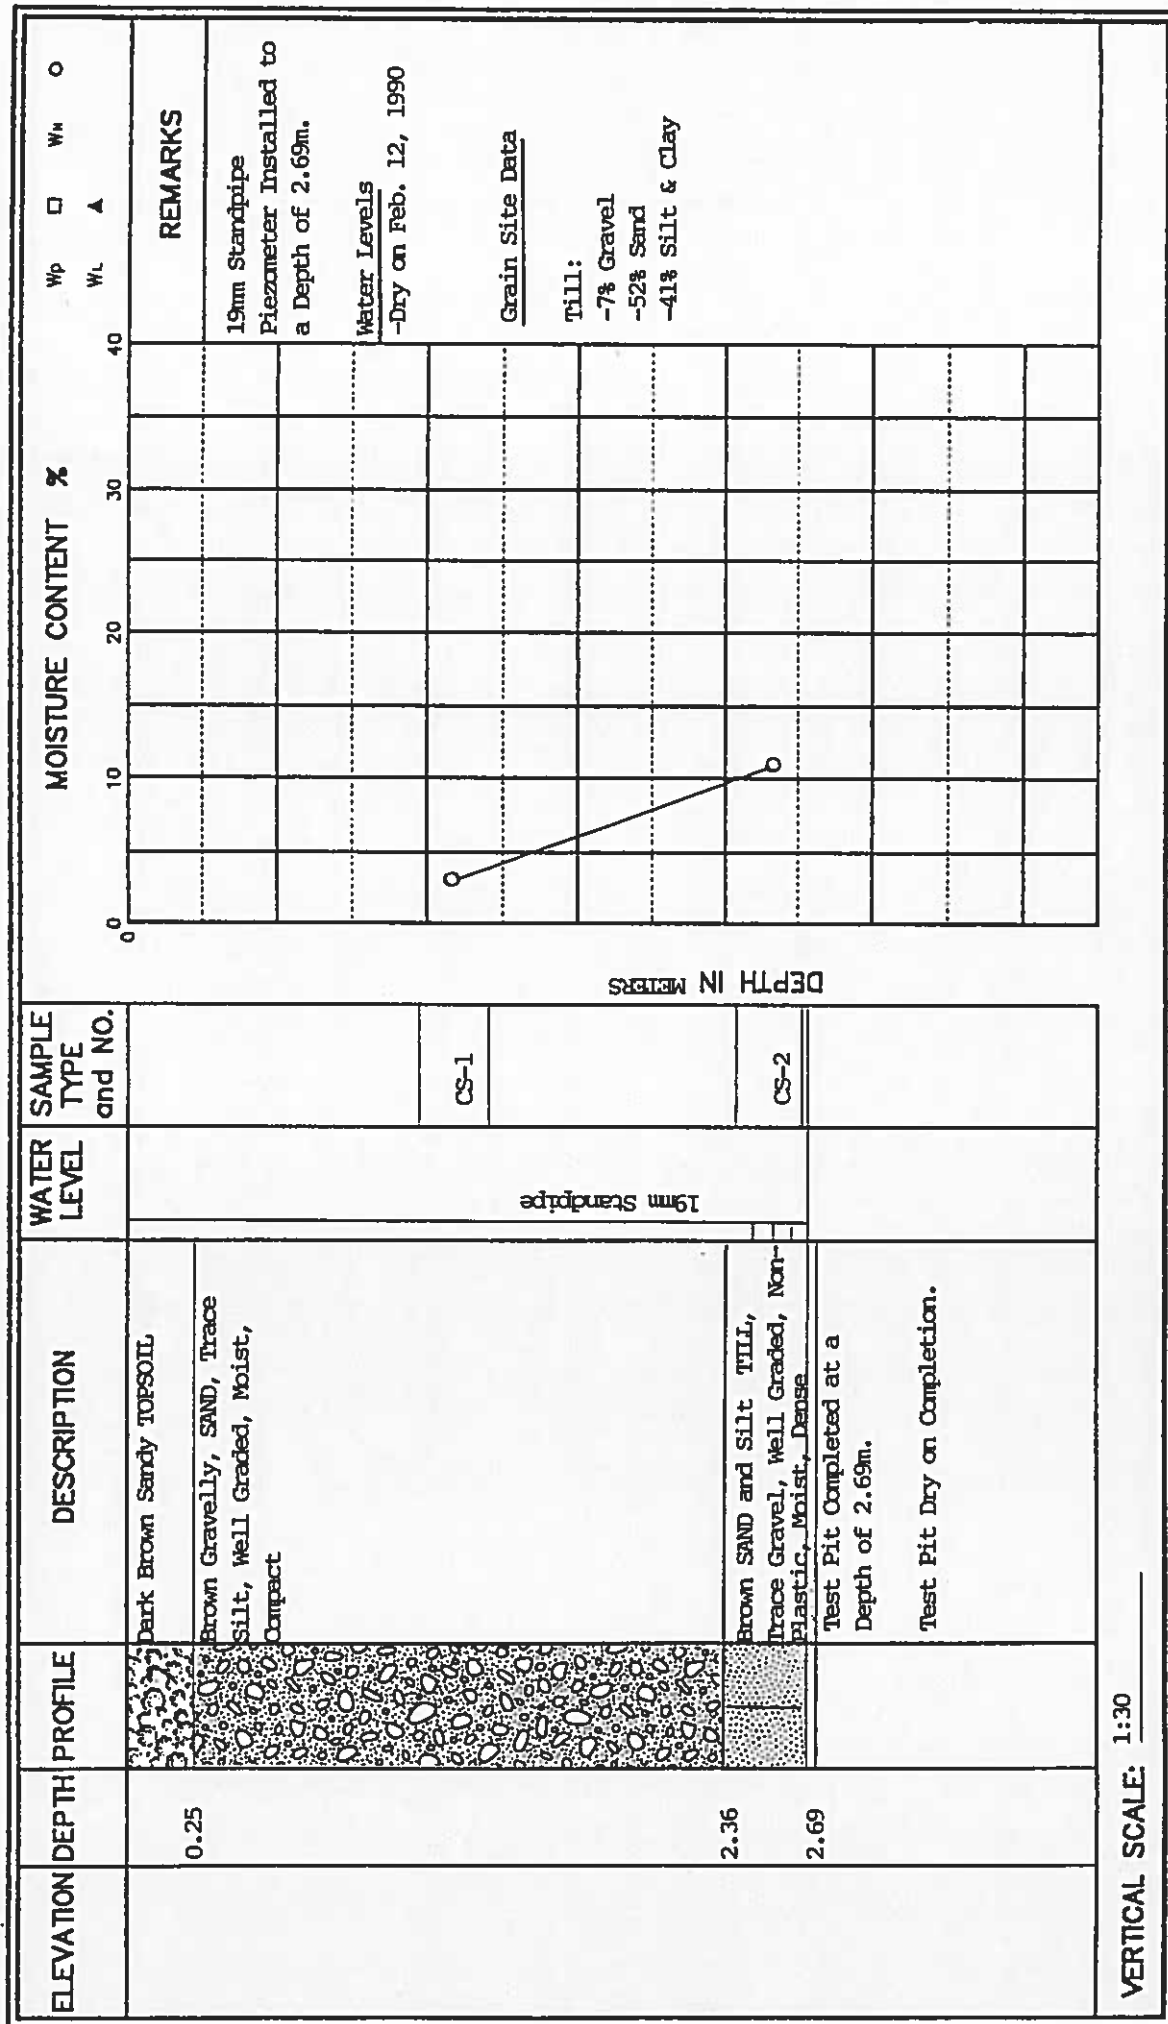 ELEVATION
DEPTH
PROFILE
DESCRIPTION
WATER
LEVEL
SAMPLE
TYPE
and NO.
MOISTURE CONTENT %
Wp □ WN ○
WL ▲
0 10 20 30 40
0
REMARKS
DEPTH IN METERS
Dark Brown Sandy TOPSOIL
0.25
Brown Gravelly, SAND, Trace
Silt, Well Graded, Moist,
Compact
2.36
Brown SAND and Silt TILL,
Trace Gravel, Well Graded, Non-
Plastic, Moist, Dense
2.69
Test Pit Completed at a
Depth of 2.69m.
Test Pit Dry on Completion.
19mm Standpipe
CS-1
CS-2
19mm Standpipe
Piezometer Installed to
a Depth of 2.69m.
Water Levels
-Dry on Feb. 12, 1990
Grain Site Data
Till:
-7% Gravel
-52% Sand
-41% Silt & Clay
VERTICAL SCALE: 1:30